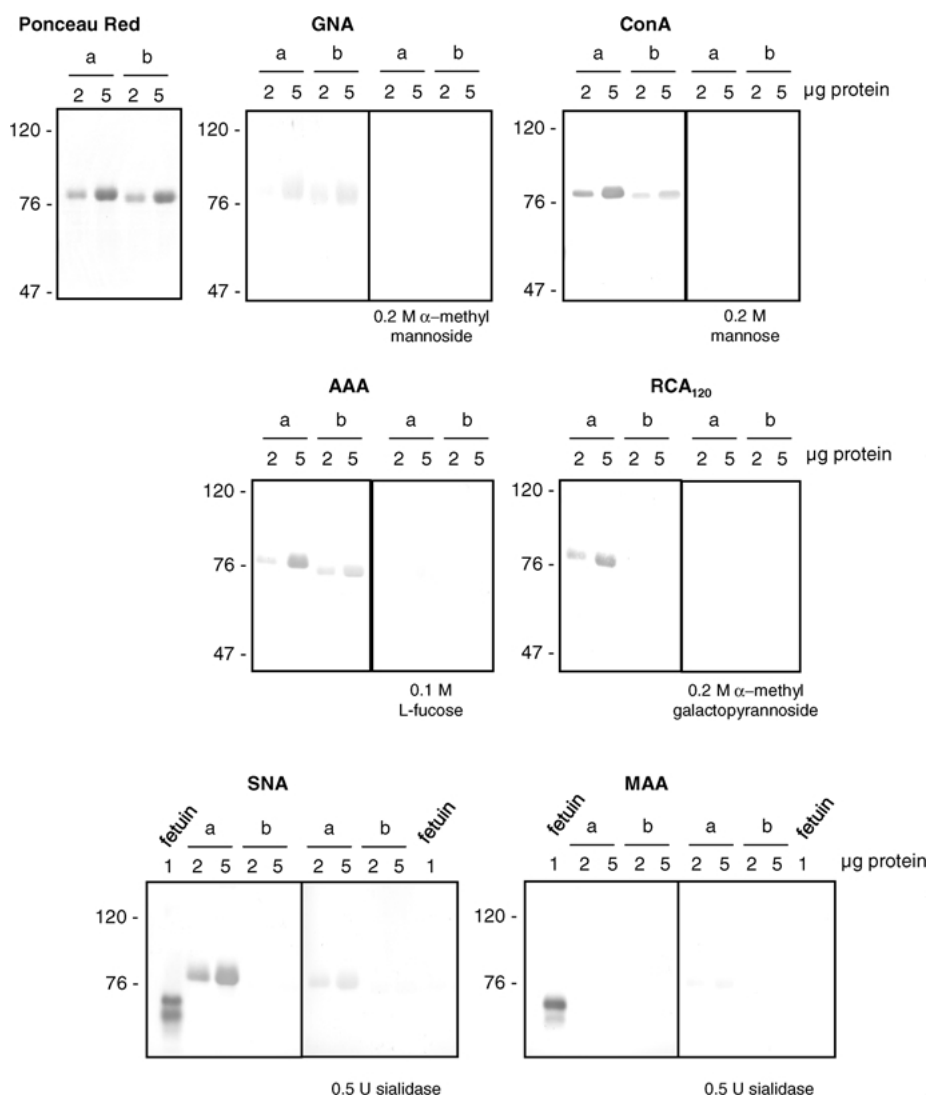 Ponceau Red GNA ConA
a b a b a b a b a b
2 5 2 5 2 5 2 5 2 5 2 5 2 5 2 5 2 5 2 5 µg protein
120 - 120 - 120 -
76 - 76 - 76 -
47 - 47 - 47 -
0.2 M α–methyl 0.2 M
mannoside mannose
AAA RCA120
a b a b a b a b
2 5 2 5 2 5 2 5 2 5 2 5 2 5 2 5 µg protein
120 - 120 -
76 - 76 -
47 - 47 -
0.1 M 0.2 M α–methyl
L-fucose galactopyrannoside
SNA MAA
fetuin a b a b fetuin fetuin a b a b fetuin
1 2 5 2 5 2 5 2 5 1 1 2 5 2 5 2 5 2 5 1 µg protein
120 - 120 -
76 - 76 -
0.5 U sialidase 0.5 U sialidase